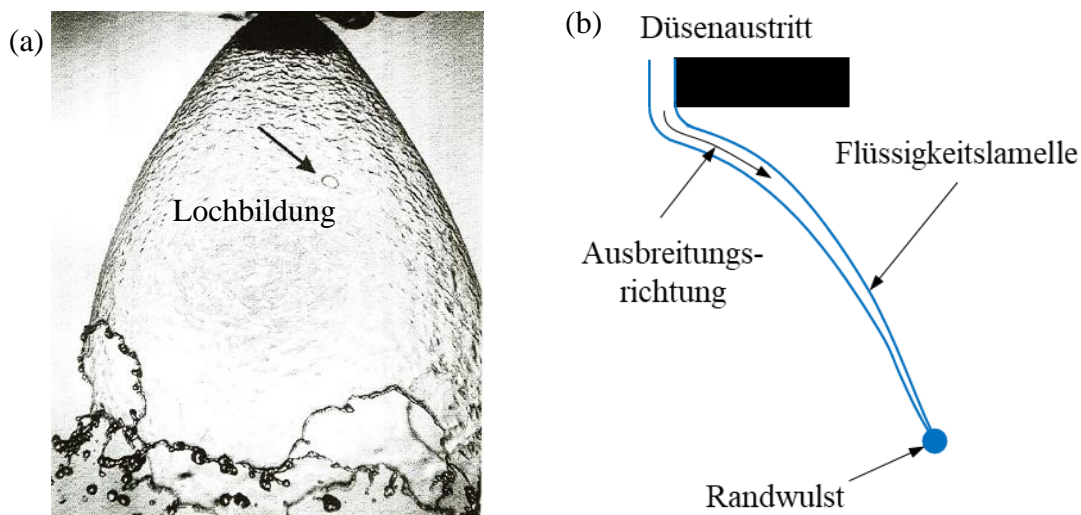 (a)
Lochbildung
(b)
Düsenaustritt
Flüssigkeitslamelle
Ausbreitungs-
richtung
Randwulst